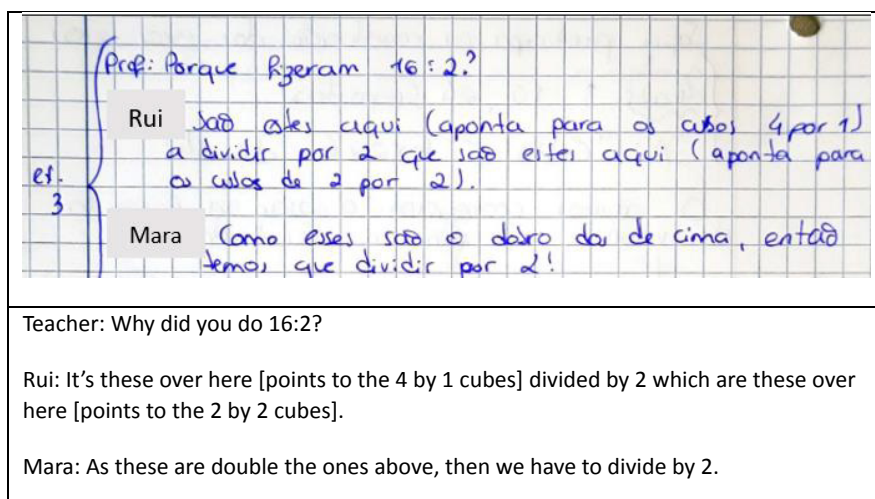 Prof: Porque fizeram 16:2?
Rui São estes aqui (aponta para os cubos 4 por 1)
a dividir por 2 que são estes aqui (aponta para
os cubos de 2 por 2).
ex.
3
Mara Como esses são o dobro dos de cima, então
temos que dividir por 2!
Teacher: Why did you do 16:2?
Rui: It’s these over here [points to the 4 by 1 cubes] divided by 2 which are these over
here [points to the 2 by 2 cubes].
Mara: As these are double the ones above, then we have to divide by 2.